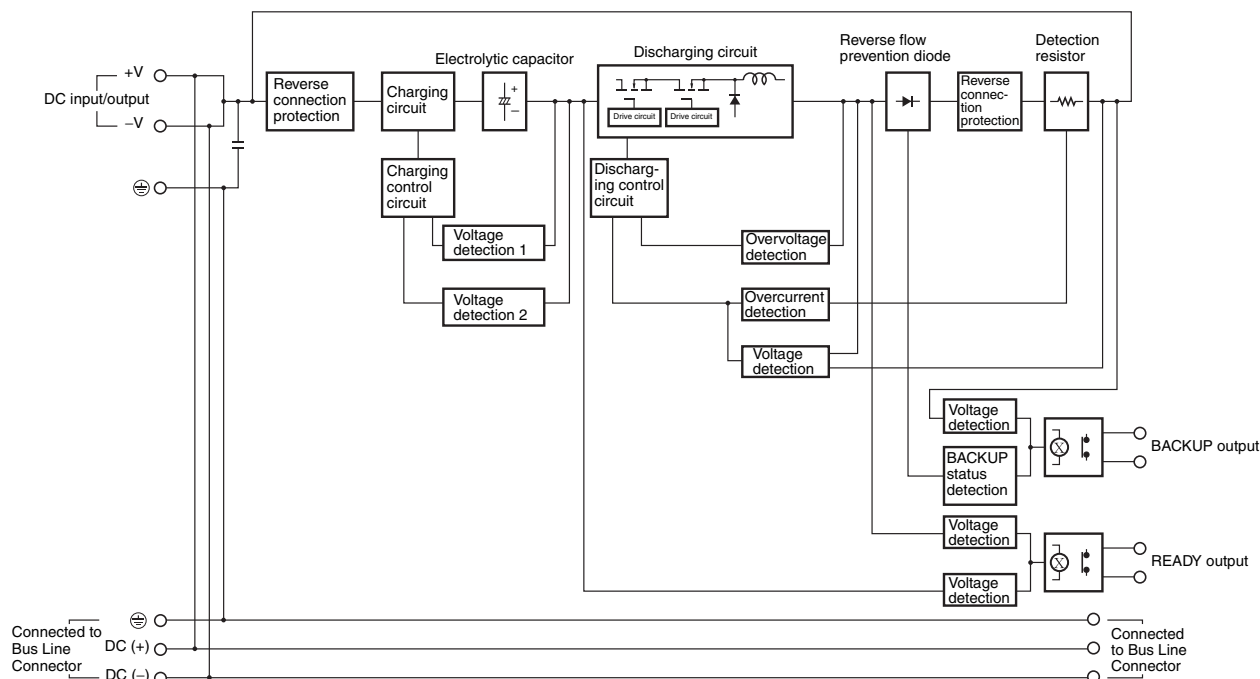 Electrolytic capacitor
Discharging circuit
Reverse flow
prevention diode
Detection
resistor
+V
DC input/output
−V
Reverse
connection
protection
Charging
circuit
+
−
Drive circuit
Drive circuit
Reverse
connec-
tion
protection
Charging
control
circuit
Discharg-
ing control
circuit
Voltage
detection 1
Overvoltage
detection
Voltage
detection 2
Overcurrent
detection
Voltage
detection
Voltage
detection
X
BACKUP output
BACKUP
status
detection
Voltage
detection
X
READY output
Voltage
detection
Connected to
Bus Line
Connector
DC (+)
DC (−)
Connected
to Bus Line
Connector